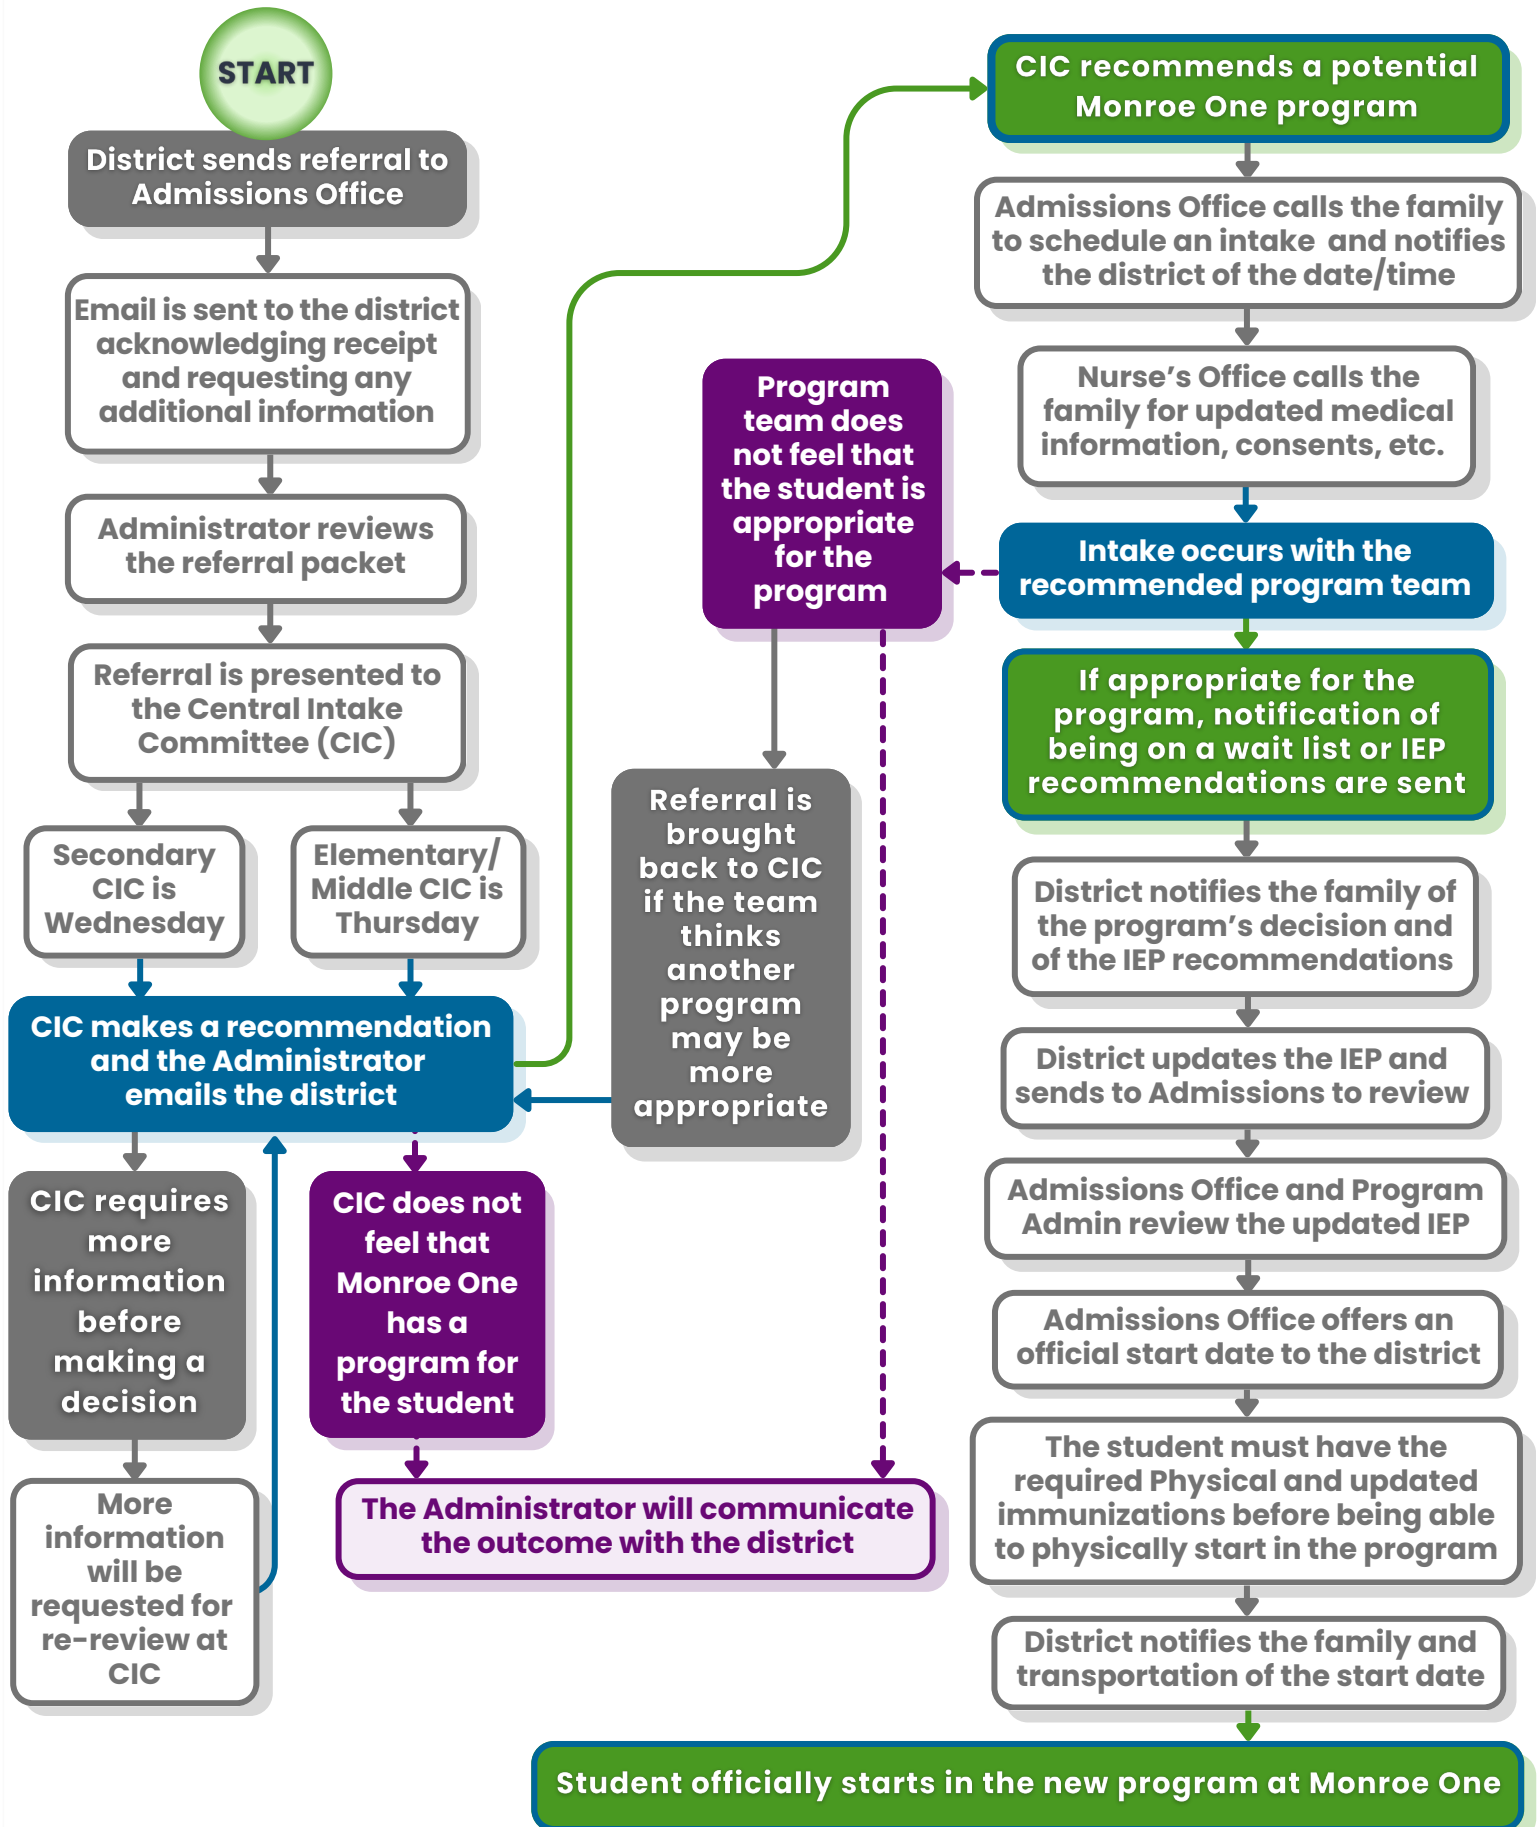 START
District sends referral to
Admissions Office
Email is sent to the district
acknowledging receipt
and requesting any
additional information
Administrator reviews
the referral packet
Referral is presented to
the Central Intake
Committee (CIC)
Secondary
CIC is
Wednesday
Elementary/
Middle CIC is
Thursday
CIC makes a recommendation
and the Administrator
emails the district
CIC requires
more
information
before
making a
decision
More
information
will be
requested for
re-review at
CIC
CIC does not
feel that
Monroe One
has a
program for
the student
The Administrator will communicate
the outcome with the district
Program
team does
not feel that
the student is
appropriate
for the
program
Referral is
brought
back to CIC
if the team
thinks
another
program
may be
more
appropriate
CIC recommends a potential
Monroe One program
Admissions Office calls the family
to schedule an intake and notifies
the district of the date/time
Nurse's Office calls the
family for updated medical
information, consents, etc.
Intake occurs with the
recommended program team
If appropriate for the
program, notification of
being on a wait list or IEP
recommendations are sent
District notifies the family of
the program's decision and
of the IEP recommendations
District updates the IEP and
sends to Admissions to review
Admissions Office and Program
Admin review the updated IEP
Admissions Office offers an
official start date to the district
The student must have the
required Physical and updated
immunizations before being able
to physically start in the program
District notifies the family and
transportation of the start date
Student officially starts in the new program at Monroe One